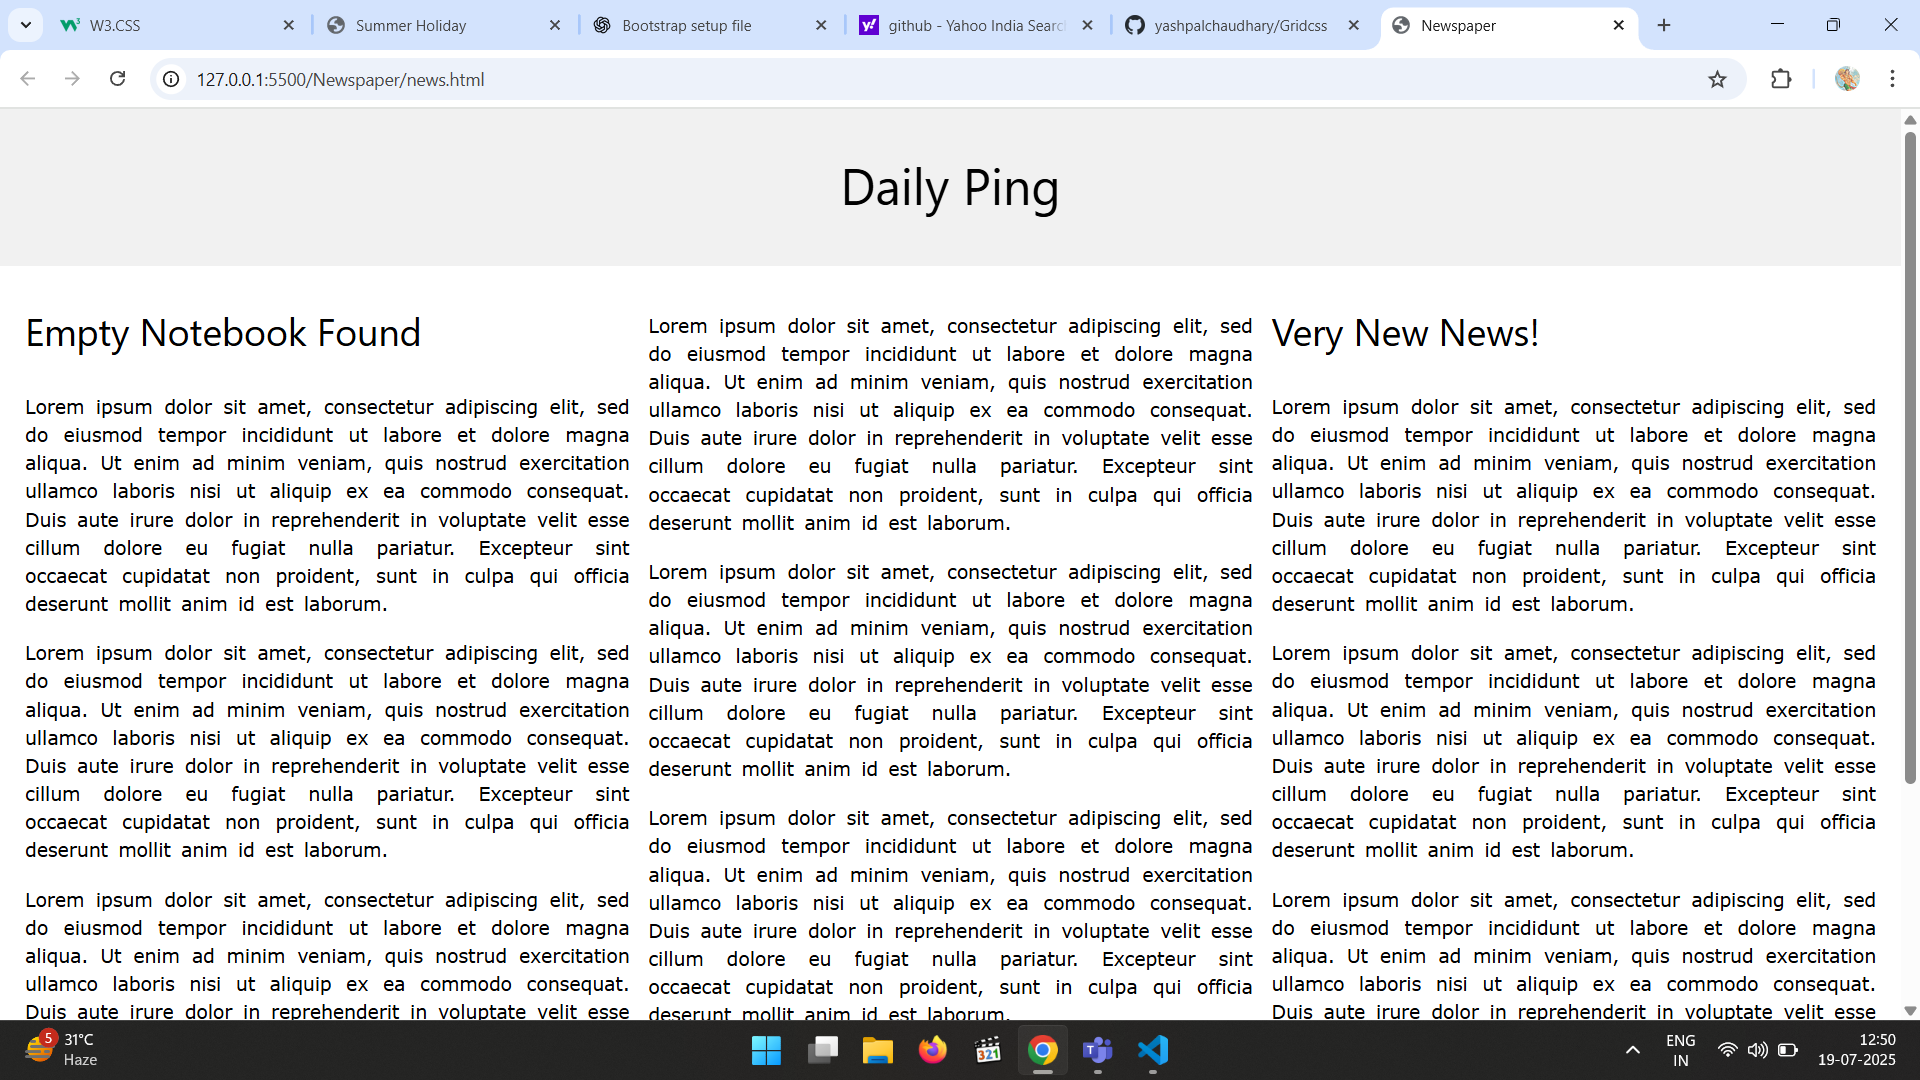 W3.CSS
Summer Holiday
Bootstrap setup file
github - Yahoo India Searc
yashpalchaudhary/Gridcss
Newspaper
127.0.0.1:5500/Newspaper/news.html
Daily Ping
Empty Notebook Found
Lorem ipsum dolor sit amet, consectetur adipiscing elit, sed
do eiusmod tempor incididunt ut labore et dolore magna
aliqua. Ut enim ad minim veniam, quis nostrud exercitation
ullamco laboris nisi ut aliquip ex ea commodo consequat.
Duis aute irure dolor in reprehenderit in voluptate velit esse
cillum dolore eu fugiat nulla pariatur. Excepteur sint
occaecat cupidatat non proident, sunt in culpa qui officia
deserunt mollit anim id est laborum.
Lorem ipsum dolor sit amet, consectetur adipiscing elit, sed
do eiusmod tempor incididunt ut labore et dolore magna
aliqua. Ut enim ad minim veniam, quis nostrud exercitation
ullamco laboris nisi ut aliquip ex ea commodo consequat.
Duis aute irure dolor in reprehenderit in voluptate velit esse
cillum dolore eu fugiat nulla pariatur. Excepteur sint
occaecat cupidatat non proident, sunt in culpa qui officia
deserunt mollit anim id est laborum.
Lorem ipsum dolor sit amet, consectetur adipiscing elit, sed
do eiusmod tempor incididunt ut labore et dolore magna
aliqua. Ut enim ad minim veniam, quis nostrud exercitation
ullamco laboris nisi ut aliquip ex ea commodo consequat.
Duis aute irure dolor in reprehenderit in voluptate velit esse
Lorem ipsum dolor sit amet, consectetur adipiscing elit, sed
do eiusmod tempor incididunt ut labore et dolore magna
aliqua. Ut enim ad minim veniam, quis nostrud exercitation
ullamco laboris nisi ut aliquip ex ea commodo consequat.
Duis aute irure dolor in reprehenderit in voluptate velit esse
cillum dolore eu fugiat nulla pariatur. Excepteur sint
occaecat cupidatat non proident, sunt in culpa qui officia
deserunt mollit anim id est laborum.
Lorem ipsum dolor sit amet, consectetur adipiscing elit, sed
do eiusmod tempor incididunt ut labore et dolore magna
aliqua. Ut enim ad minim veniam, quis nostrud exercitation
ullamco laboris nisi ut aliquip ex ea commodo consequat.
Duis aute irure dolor in reprehenderit in voluptate velit esse
cillum dolore eu fugiat nulla pariatur. Excepteur sint
occaecat cupidatat non proident, sunt in culpa qui officia
deserunt mollit anim id est laborum.
Lorem ipsum dolor sit amet, consectetur adipiscing elit, sed
do eiusmod tempor incididunt ut labore et dolore magna
aliqua. Ut enim ad minim veniam, quis nostrud exercitation
ullamco laboris nisi ut aliquip ex ea commodo consequat.
Duis aute irure dolor in reprehenderit in voluptate velit esse
cillum dolore eu fugiat nulla pariatur. Excepteur sint
occaecat cupidatat non proident, sunt in culpa qui officia
deserunt mollit anim id est laborum.
Very New News!
Lorem ipsum dolor sit amet, consectetur adipiscing elit, sed
do eiusmod tempor incididunt ut labore et dolore magna
aliqua. Ut enim ad minim veniam, quis nostrud exercitation
ullamco laboris nisi ut aliquip ex ea commodo consequat.
Duis aute irure dolor in reprehenderit in voluptate velit esse
cillum dolore eu fugiat nulla pariatur. Excepteur sint
occaecat cupidatat non proident, sunt in culpa qui officia
deserunt mollit anim id est laborum.
Lorem ipsum dolor sit amet, consectetur adipiscing elit, sed
do eiusmod tempor incididunt ut labore et dolore magna
aliqua. Ut enim ad minim veniam, quis nostrud exercitation
ullamco laboris nisi ut aliquip ex ea commodo consequat.
Duis aute irure dolor in reprehenderit in voluptate velit esse
cillum dolore eu fugiat nulla pariatur. Excepteur sint
occaecat cupidatat non proident, sunt in culpa qui officia
deserunt mollit anim id est laborum.
Lorem ipsum dolor sit amet, consectetur adipiscing elit, sed
do eiusmod tempor incididunt ut labore et dolore magna
aliqua. Ut enim ad minim veniam, quis nostrud exercitation
ullamco laboris nisi ut aliquip ex ea commodo consequat.
Duis aute irure dolor in reprehenderit in voluptate velit esse
5
31°C
Haze
321
ENG
IN
12:50
19-07-2025